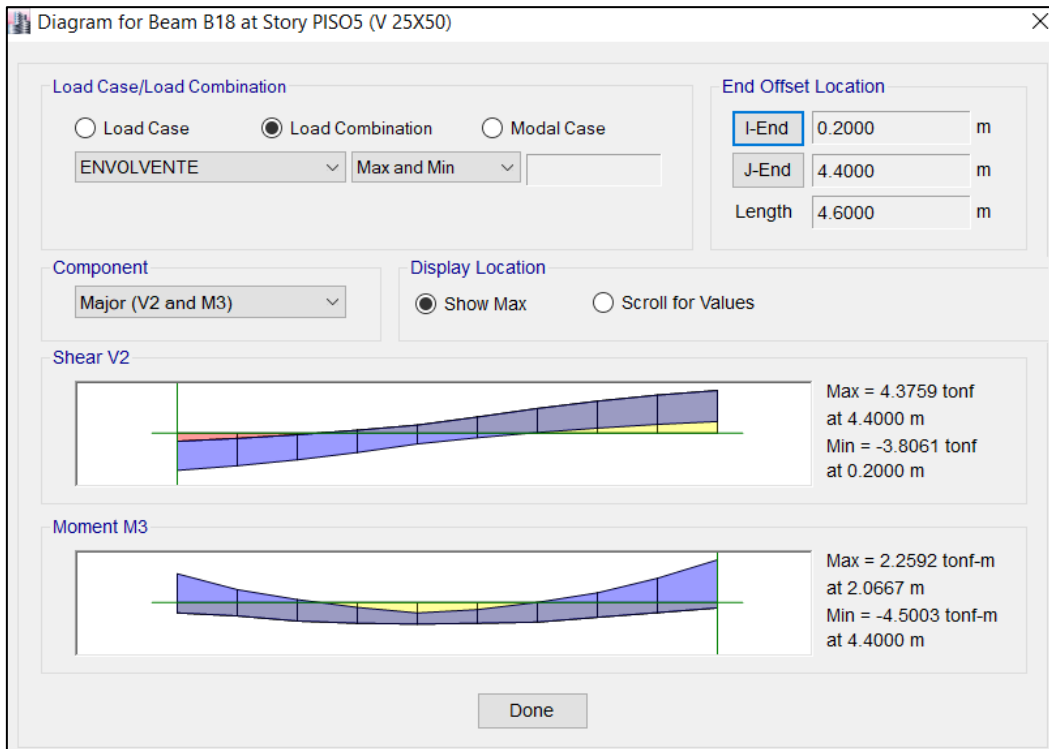 Diagram for Beam B18 at Story PISO5 (V 25X50)
Load Case/Load Combination
Load Case Load Combination Modal Case
ENVOLVENTE Max and Min
End Offset Location
I-End 0.2000 m
J-End 4.4000 m
Length 4.6000 m
Component
Major (V2 and M3)
Display Location
Show Max Scroll for Values
Shear V2
Max = 4.3759 tonf
at 4.4000 m
Min = -3.8061 tonf
at 0.2000 m
Moment M3
Max = 2.2592 tonf-m
at 2.0667 m
Min = -4.5003 tonf-m
at 4.4000 m
Done